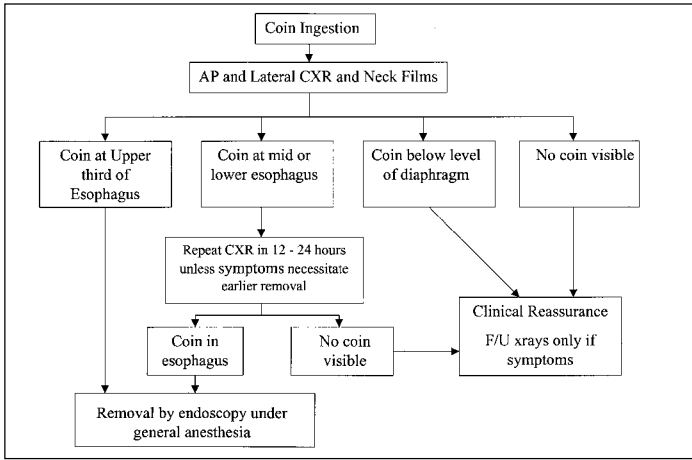 Coin Ingestion
AP and Lateral CXR and Neck Films
Coin at Upper
third of
Esophagus
Coin at mid or
lower esophagus
Coin below level
of diaphragm
No coin visible
Repeat CXR in 12 - 24 hours
unless symptoms necessitate
earlier removal
Clinical Reassurance
F/U xrays only if
symptoms
Coin in
esophagus
No coin
visible
Removal by endoscopy under
general anesthesia